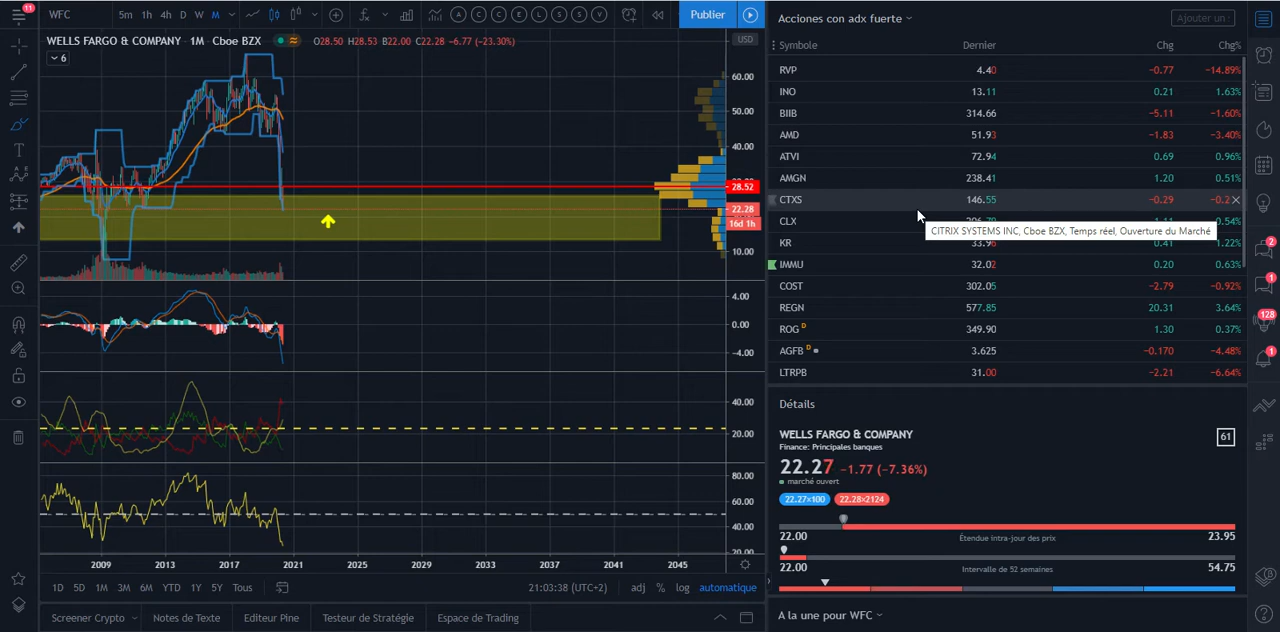 11
WFC
5m 1h 4h D W M
A C C E L S S V
Publier
Acciones con adx fuerte
Ajouter un s
WELLS FARGO & COMPANY · 1M · Cboe BZX
O28.50 H28.53 B22.00 C22.28 −6.77 (−23.30%)
USD
6
Symbole Dernier Chg Chg%
RVP 4.40 −0.77 −14.89%
INO 13.11 0.21 1.63%
BIIB 314.66 −5.11 −1.60%
AMD 51.93 −1.83 −3.40%
ATVI 72.94 0.69 0.96%
AMGN 238.41 1.20 0.51%
CTXS 146.55 −0.29 −0.2
CLX 0.54%
CITRIX SYSTEMS INC, Cboe BZX, Temps réel, Ouverture du Marché
KR 33.96 0.41 1.22%
IMMU 32.02 0.20 0.63%
COST 302.05 −2.79 −0.92%
REGN 577.85 20.31 3.64%
ROG D 349.90 1.30 0.37%
AGFB D 3.625 −0.170 −4.48%
LTRPB 31.00 −2.21 −6.64%
60.00
50.00
40.00
28.52
22.28
16d 1h
10.00
4.00
0.00
−4.00
40.00
20.00
80.00
60.00
40.00
20.00
2009 2013 2017 2021 2025 2029 2033 2037 2041 2045
1D 5D 1M 3M 6M YTD 1Y 5Y Tous
21:03:38 (UTC+2) adj % log automatique
Screener Crypto Notes de Texte Editeur Pine Testeur de Stratégie Espace de Trading
Détails
WELLS FARGO & COMPANY
61
Finance: Principales banques
22.27 −1.77 (−7.36%)
marché ouvert
22.27×100 22.28×2124
22.00 Étendue intra-jour des prix 23.95
22.00 Intervalle de 52 semaines 54.75
A la une pour WFC
2
1
128
1